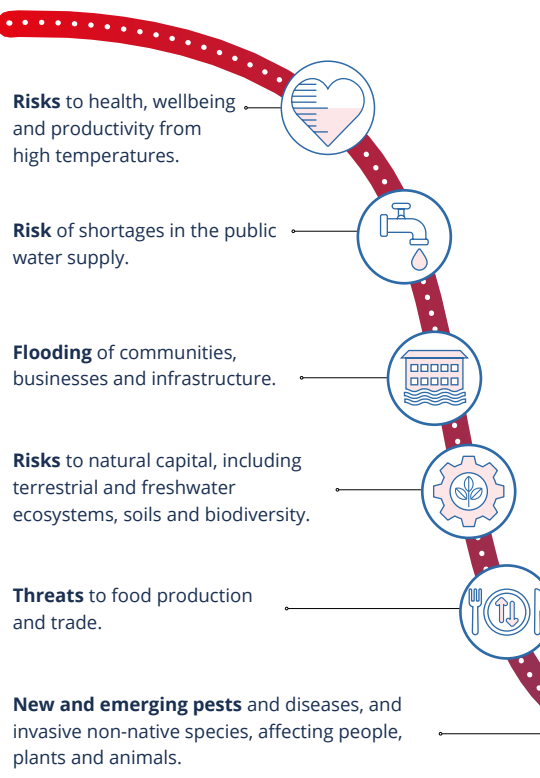 Risks to health, wellbeing
and productivity from
high temperatures.
Risk of shortages in the public
water supply.
Flooding of communities,
businesses and infrastructure.
Risks to natural capital, including
terrestrial and freshwater
ecosystems, soils and biodiversity.
Threats to food production
and trade.
New and emerging pests and diseases, and
invasive non-native species, affecting people,
plants and animals.